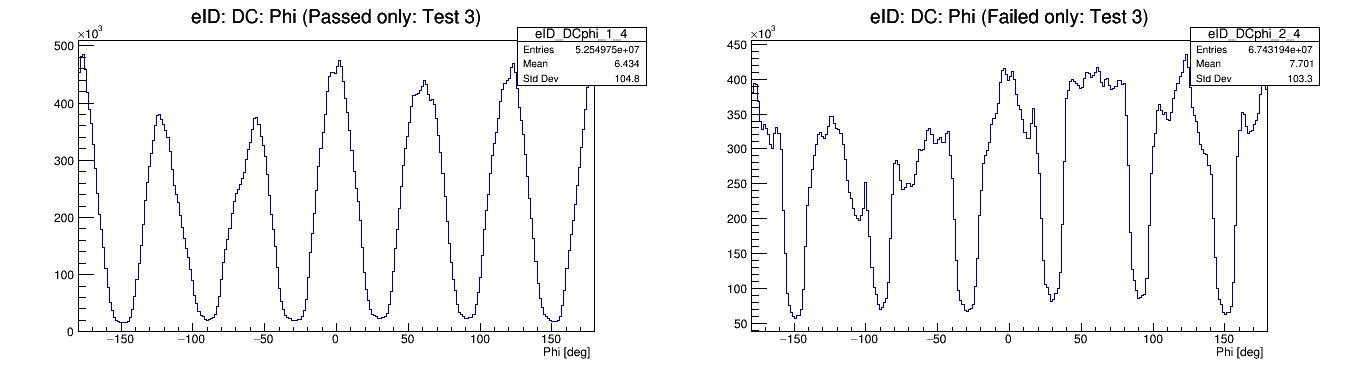 eID: DC: Phi (Passed only: Test 3)
×10³
eID_DCphi_1_4
Entries 5.254975e+07
Mean 6.434
Std Dev 104.8
500
400
300
200
100
0
−150 −100 −50 0 50 100 150
Phi [deg]
eID: DC: Phi (Failed only: Test 3)
×10³
eID_DCphi_2_4
Entries 6.743194e+07
Mean 7.701
Std Dev 103.3
450
400
350
300
250
200
150
100
50
−150 −100 −50 0 50 100 150
Phi [deg]